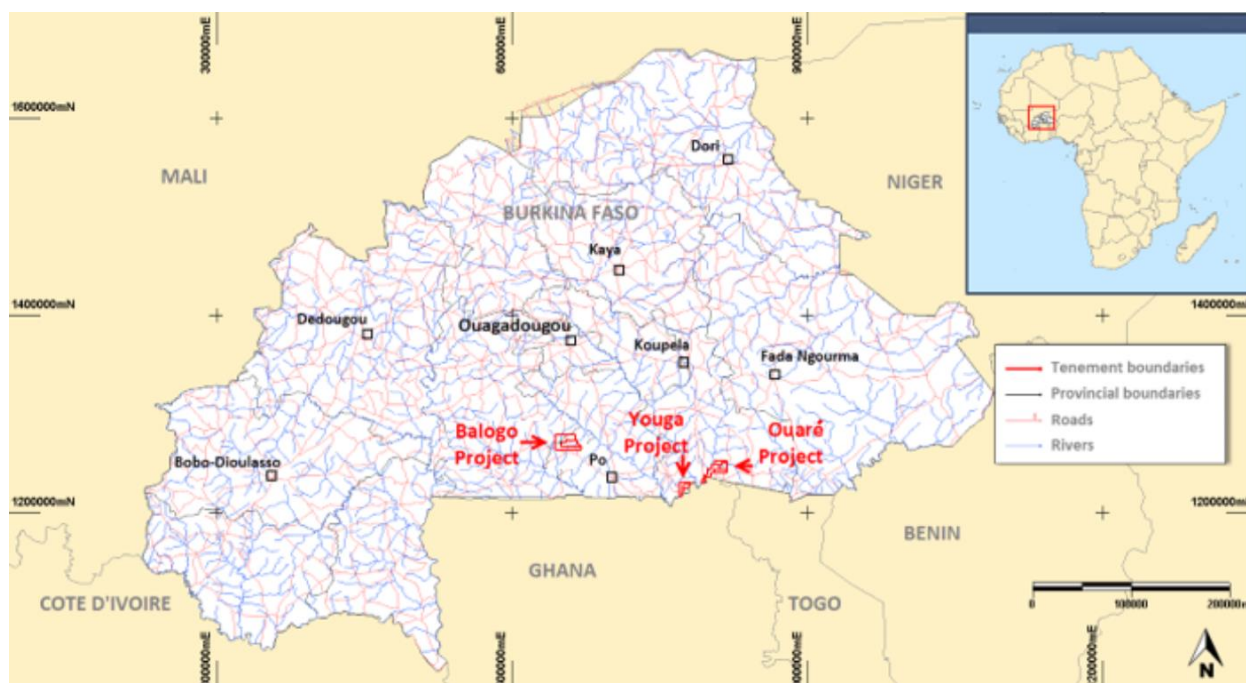 300000mE
600000mE
900000mE
1600000mN
Dori
MALI
NIGER
BURKINA FASO
Kaya
1400000mN
1400000mN
Dedougou
Ouagadougou
Koupela
Fada Ngourma
Tenement boundaries
Provincial boundaries
Roads
Rivers
Balogo
Project
Youga
Project
Ouaré
Project
Po
Bobo-Dioulasso
1200000mN
1200000mN
BENIN
GHANA
COTE D'IVOIRE
TOGO
0
100000
N